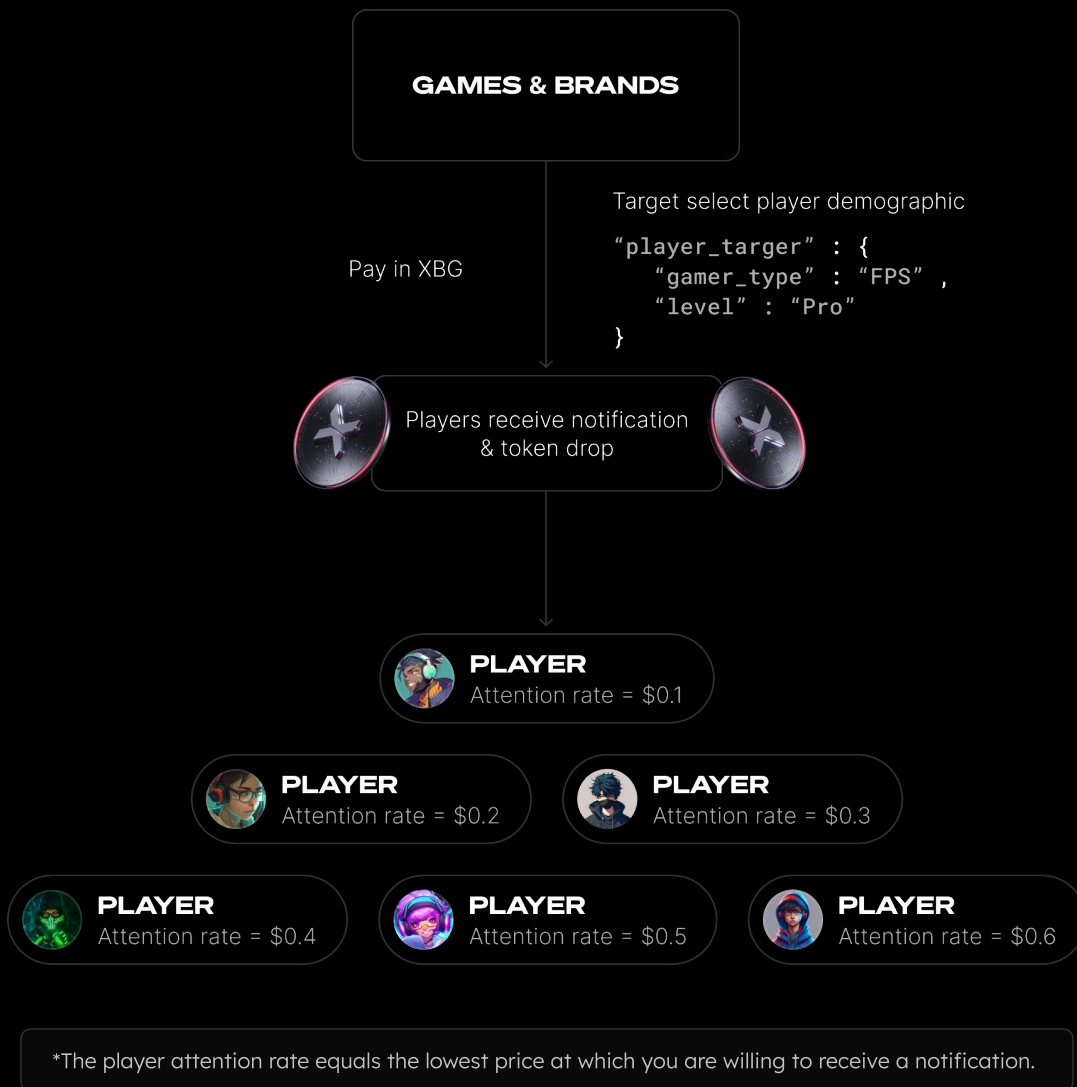 GAMES & BRANDS
Target select player demographic
“player_targer” : {
“gamer_type” : “FPS” ,
“level” : “Pro”
}
Pay in XBG
Players receive notification
& token drop
PLAYER
Attention rate = $0.1
PLAYER
Attention rate = $0.2
PLAYER
Attention rate = $0.3
PLAYER
Attention rate = $0.4
PLAYER
Attention rate = $0.5
PLAYER
Attention rate = $0.6
*The player attention rate equals the lowest price at which you are willing to receive a notification.